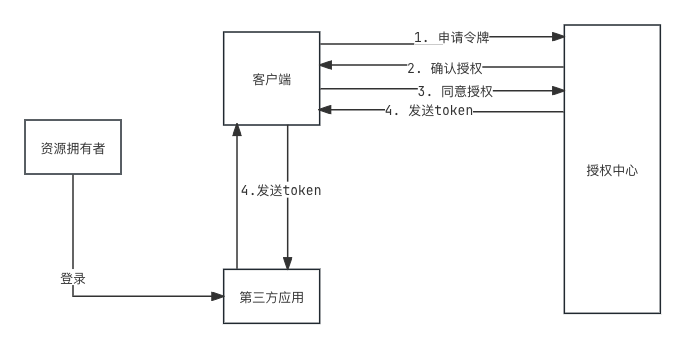 1. 申请令牌
2. 确认授权
客户端
3. 同意授权
4. 发送token
资源拥有者
授权中心
4.发送token
登录
第三方应用